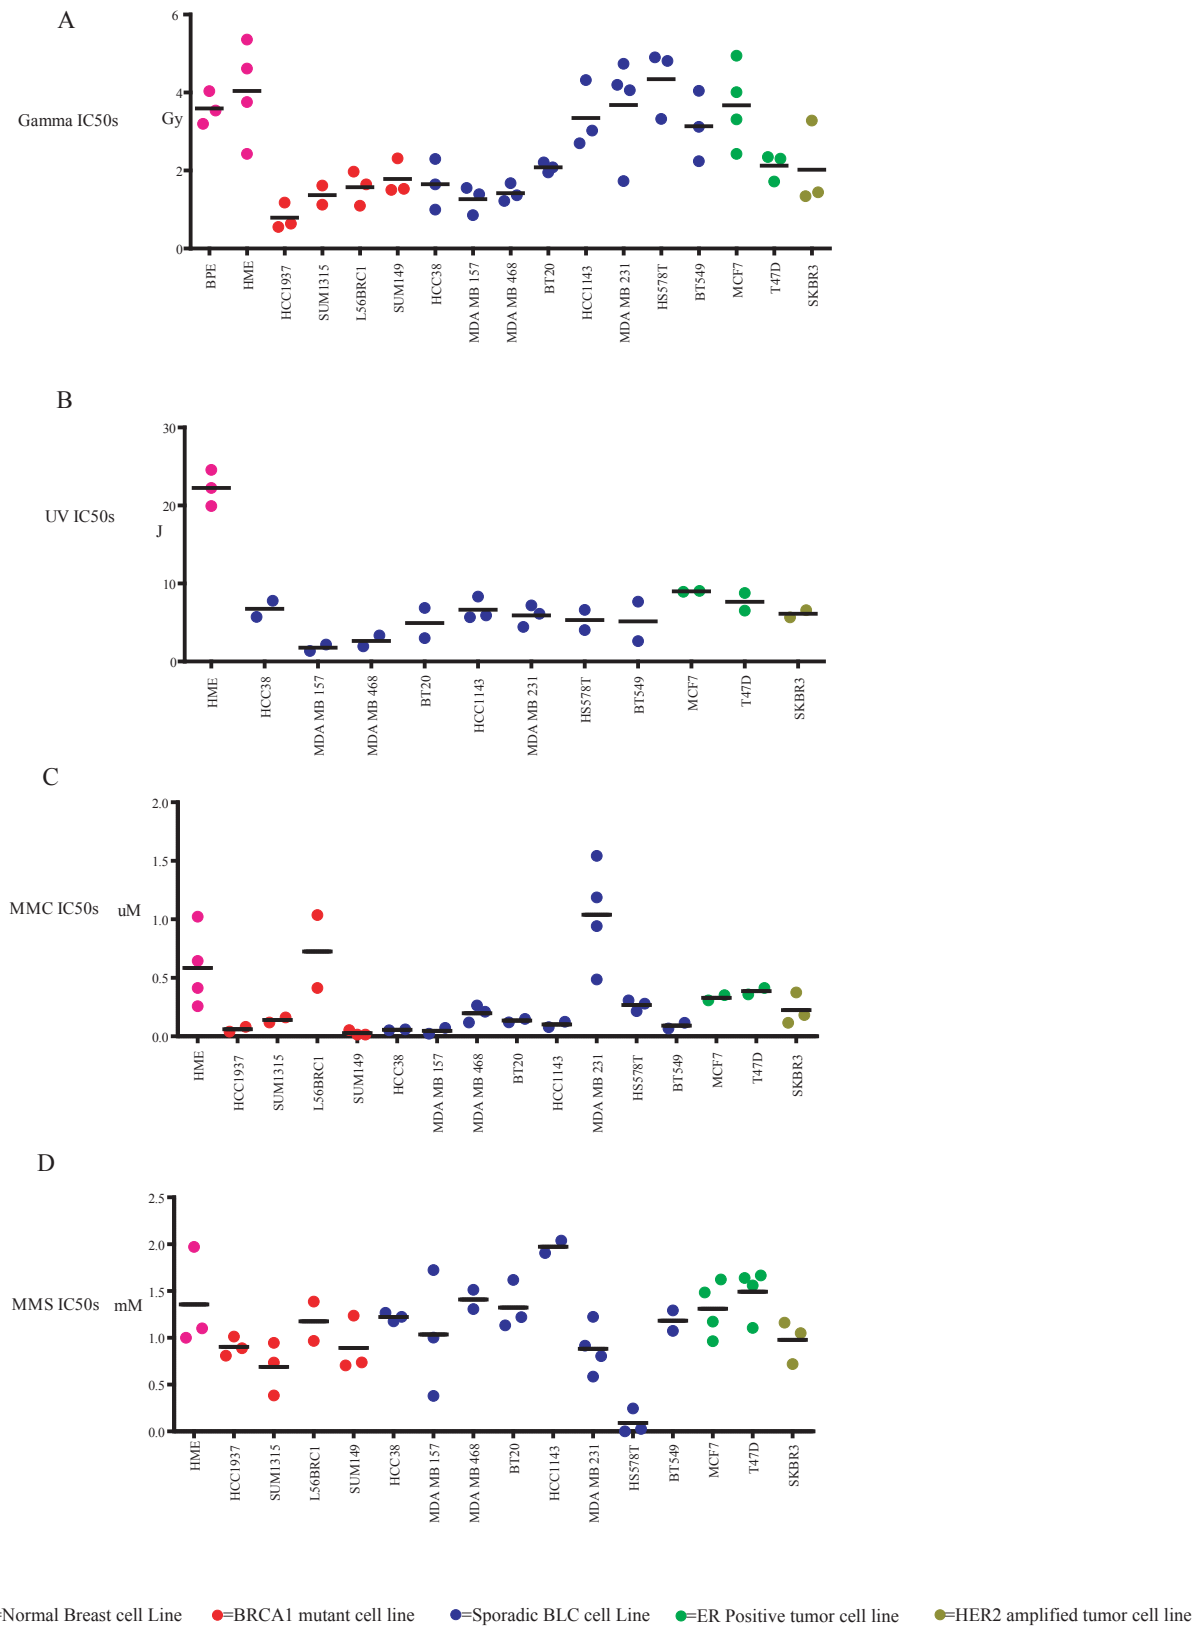 A
6
4
2
0
Gamma IC50s
Gy
BPE
HME
HCC1937
SUM1315
L56BRC1
SUM149
HCC38
MDA MB 157
MDA MB 468
BT20
HCC1143
MDA MB 231
HS578T
BT549
MCF7
T47D
SKBR3
B
30
20
10
0
UV IC50s
J
HME
HCC38
MDA MB 157
MDA MB 468
BT20
HCC1143
MDA MB 231
HS578T
BT549
MCF7
T47D
SKBR3
C
2.0
1.5
1.0
0.5
0.0
MMC IC50s
uM
HME
HCC1937
SUM1315
L56BRC1
SUM149
HCC38
MDA MB 157
MDA MB 468
BT20
HCC1143
MDA MB 231
HS578T
BT549
MCF7
T47D
SKBR3
D
2.5
2.0
1.5
1.0
0.5
0.0
MMS IC50s
mM
HME
HCC1937
SUM1315
L56BRC1
SUM149
HCC38
MDA MB 157
MDA MB 468
BT20
HCC1143
MDA MB 231
HS578T
BT549
MCF7
T47D
SKBR3
=Normal Breast cell Line =BRCA1 mutant cell line =Sporadic BLC cell Line =ER Positive tumor cell line =HER2 amplified tumor cell line